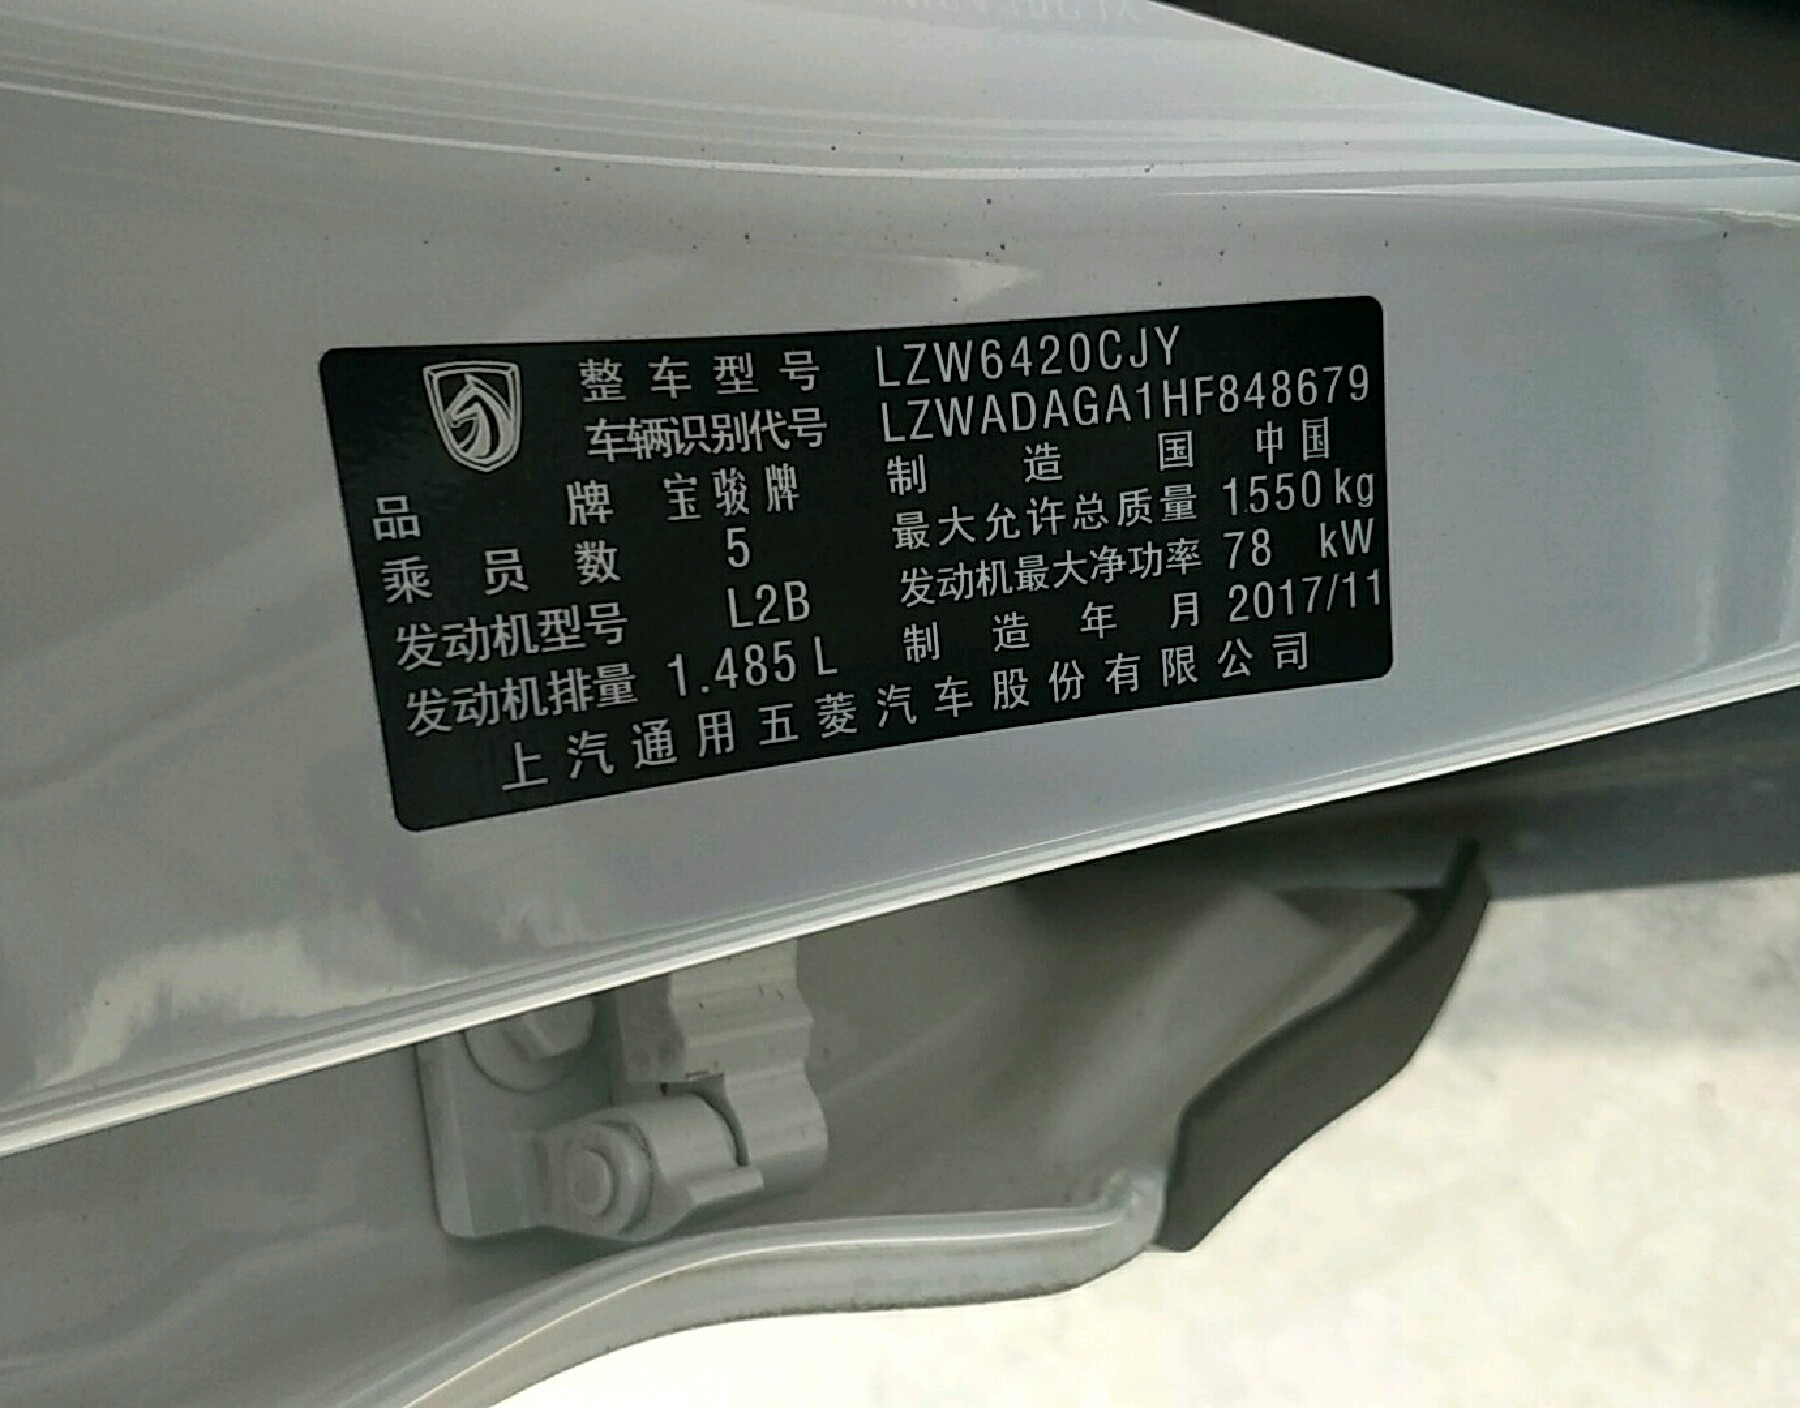 整车型号 LZW6420CJY
车辆识别代号 LZWADAGA1HF848679
品牌 宝骏牌 制造国 中国
乘员数 5 最大允许总质量 1550 kg
发动机型号 L2B 发动机最大净功率 78 kW
发动机排量 1.485 L 制造年月 2017/11
上汽通用五菱汽车股份有限公司